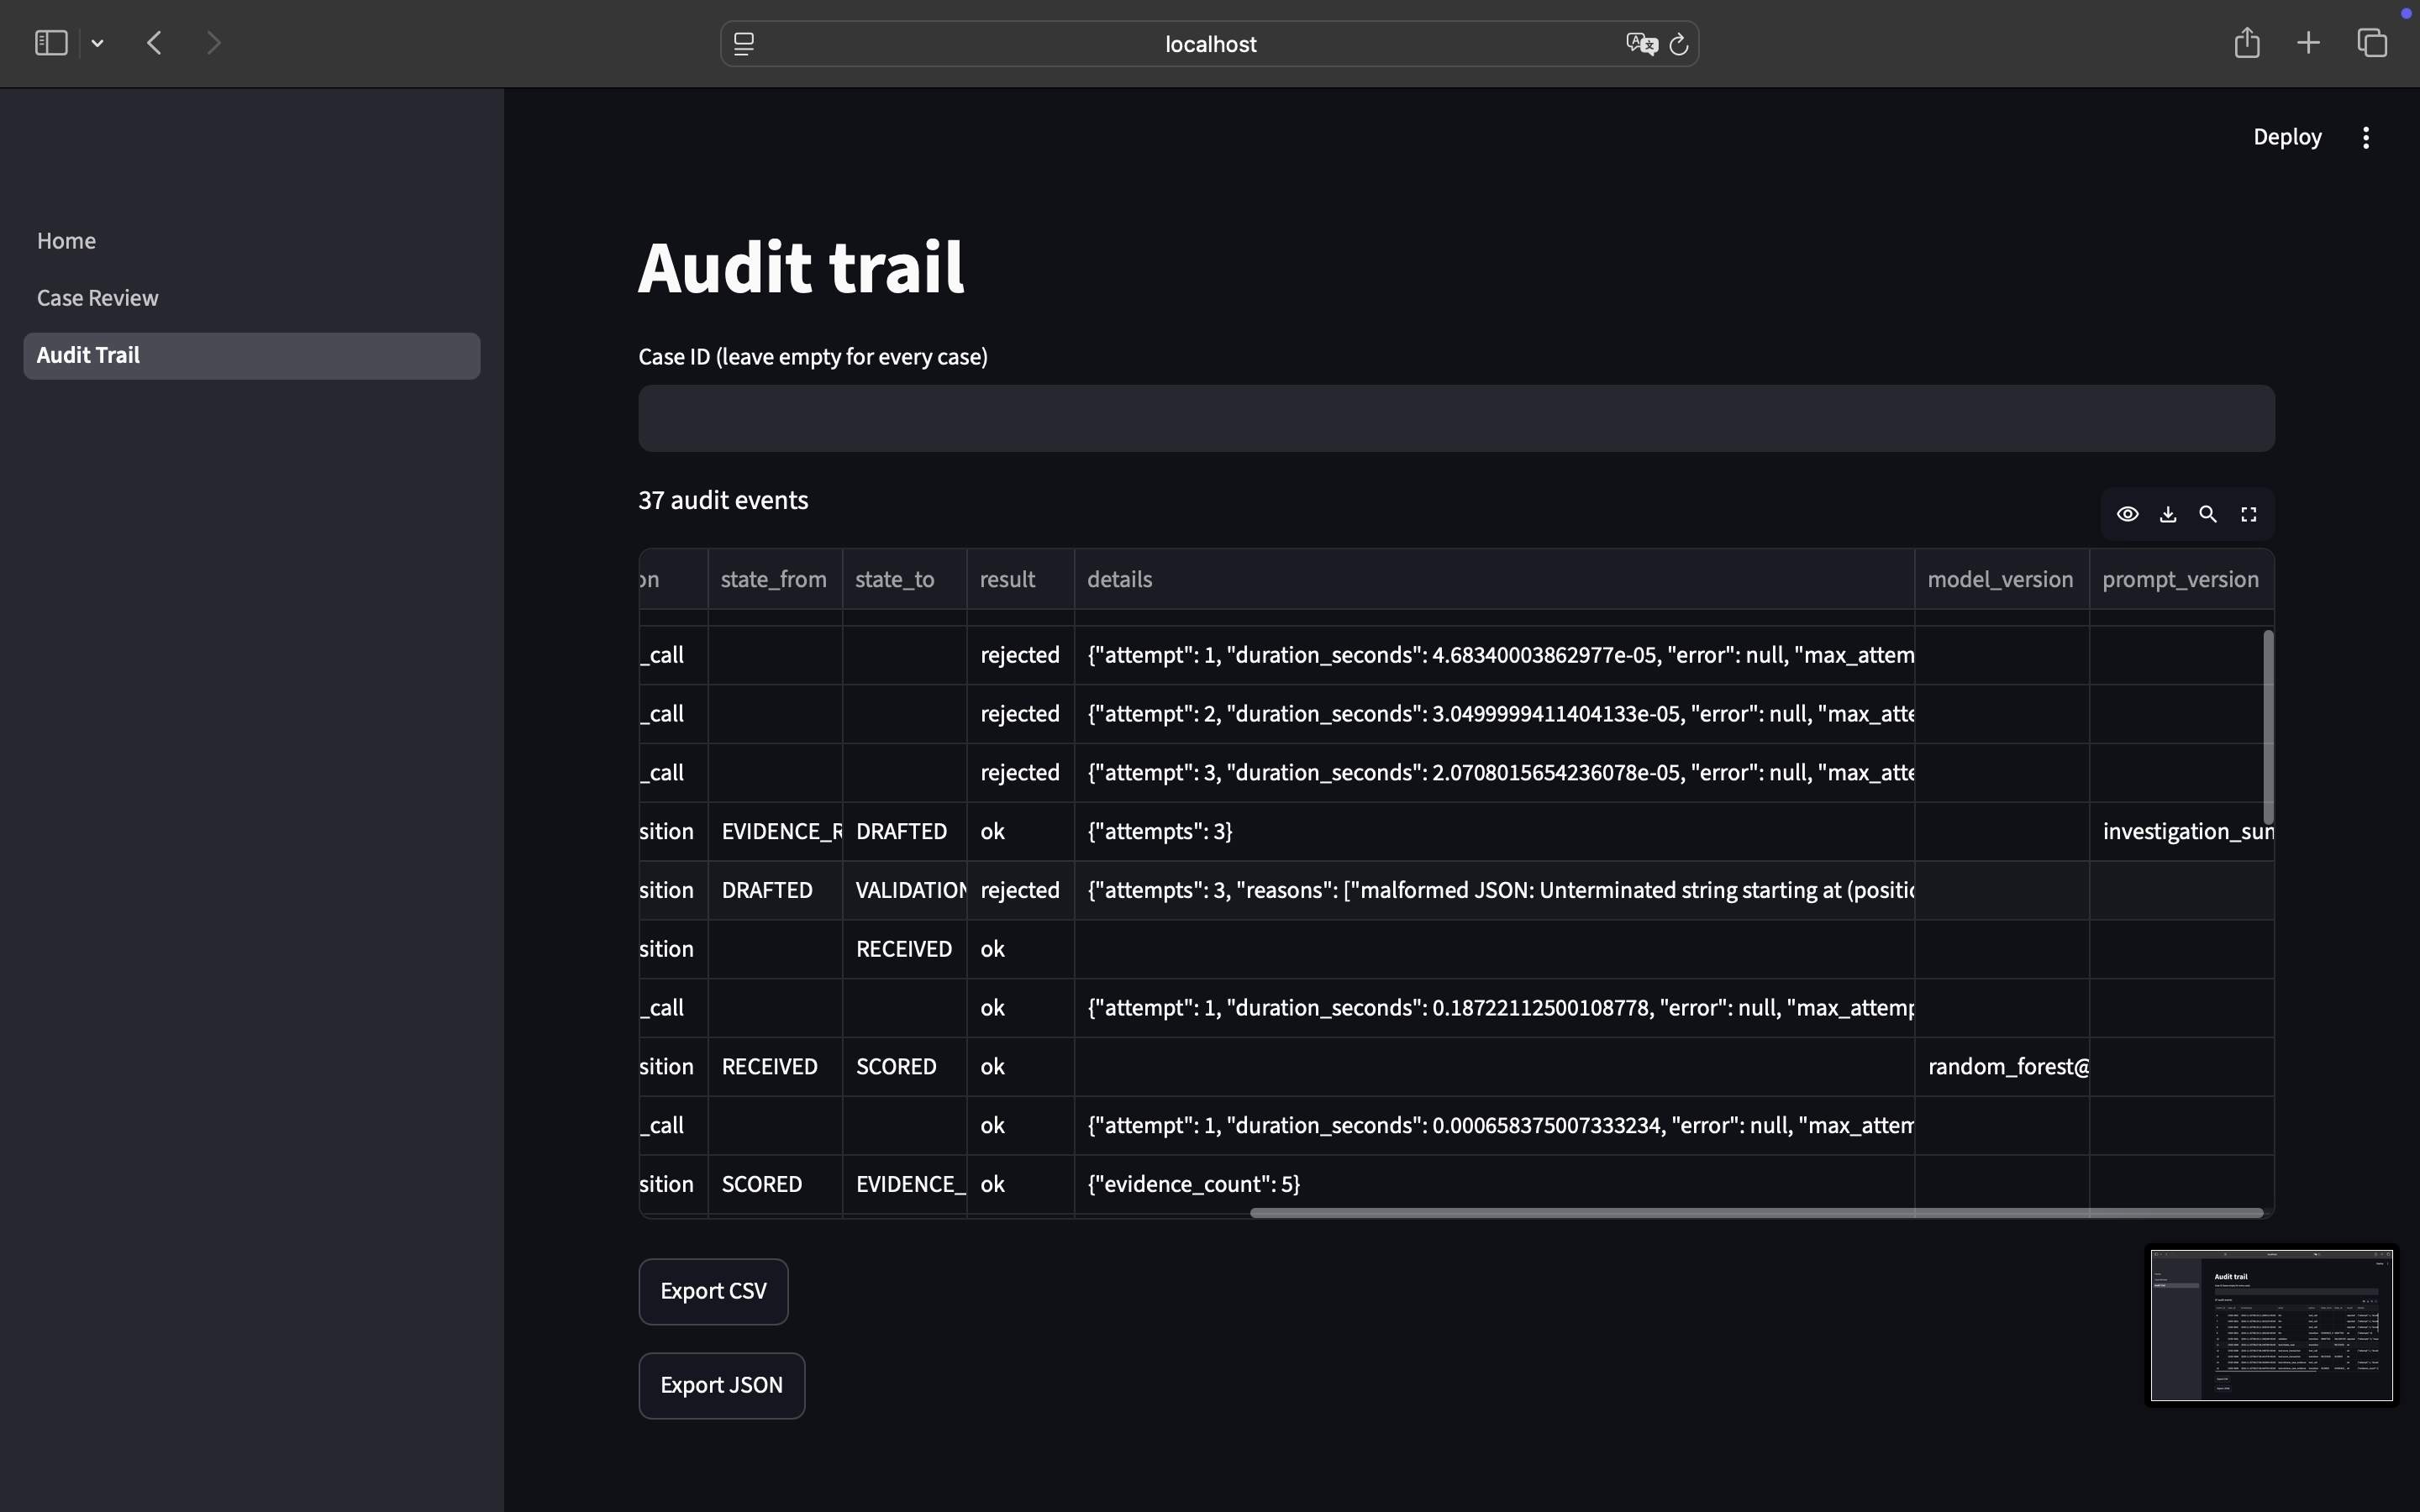 localhost
Deploy
Home
Case Review
Audit Trail
Audit trail
Case ID (leave empty for every case)
37 audit events
on state_from state_to result details model_version prompt_version
_call rejected {"attempt": 1, "duration_seconds": 4.68340003862977e-05, "error": null, "max_attem
_call rejected {"attempt": 2, "duration_seconds": 3.0499999411404133e-05, "error": null, "max_atte
_call rejected {"attempt": 3, "duration_seconds": 2.0708015654236078e-05, "error": null, "max_atte
sition EVIDENCE_R DRAFTED ok {"attempts": 3} investigation_sum
sition DRAFTED VALIDATION rejected {"attempts": 3, "reasons": ["malformed JSON: Unterminated string starting at (positio
sition RECEIVED ok
_call ok {"attempt": 1, "duration_seconds": 0.18722112500108778, "error": null, "max_attemp
sition RECEIVED SCORED ok random_forest@
_call ok {"attempt": 1, "duration_seconds": 0.000658375007333234, "error": null, "max_attem
sition SCORED EVIDENCE_ ok {"evidence_count": 5}
Export CSV
Export JSON
Audit trail